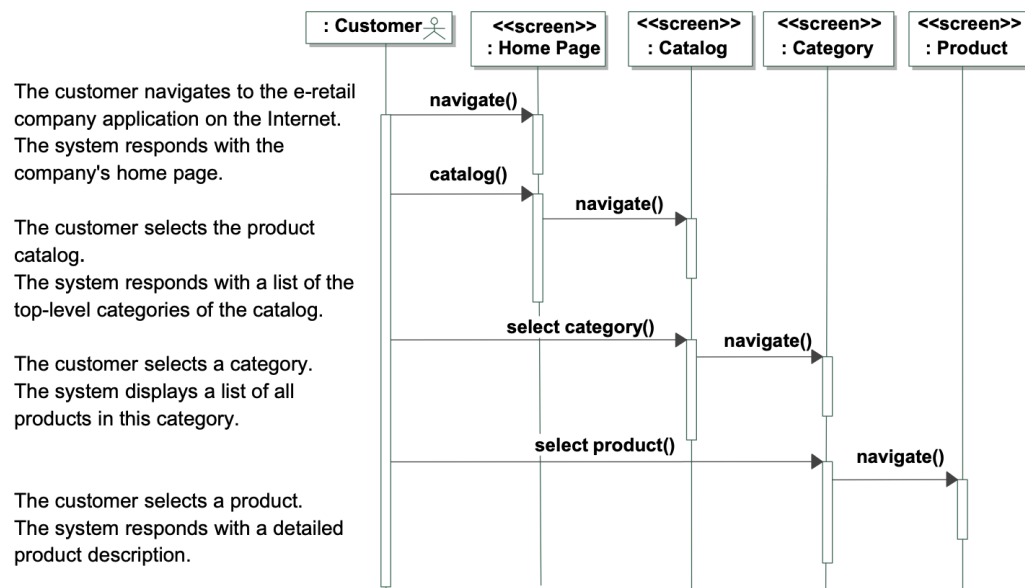 : Customer
<<screen>>
: Home Page
<<screen>>
: Catalog
<<screen>>
: Category
<<screen>>
: Product
The customer navigates to the e-retail
company application on the Internet.
The system responds with the
company's home page.
navigate()
catalog()
navigate()
The customer selects the product
catalog.
The system responds with a list of the
top-level categories of the catalog.
select category()
navigate()
The customer selects a category.
The system displays a list of all
products in this category.
select product()
navigate()
The customer selects a product.
The system responds with a detailed
product description.